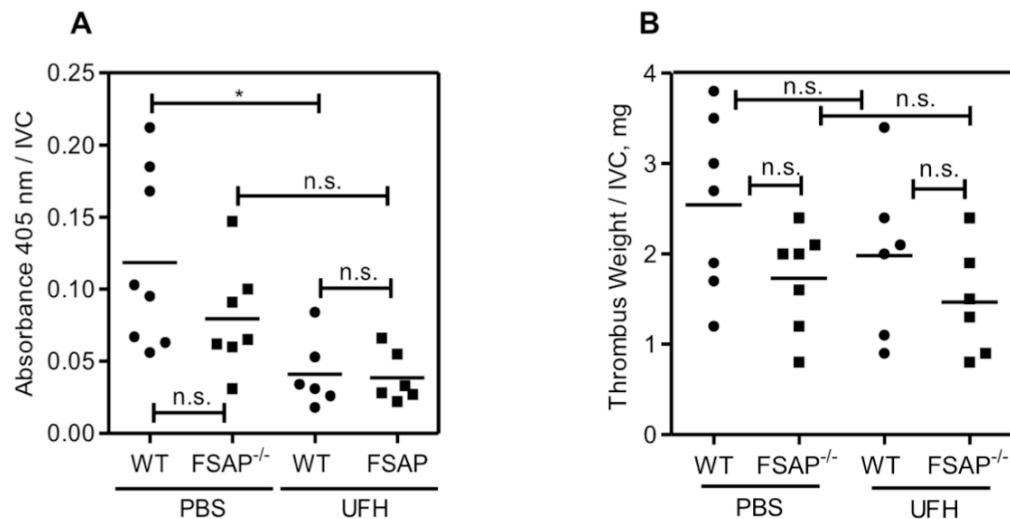 A
Absorbance 405 nm / IVC
0.25
0.20
0.15
0.10
0.05
0.00
*
n.s.
n.s.
n.s.
WT FSAP⁻/⁻ WT FSAP
PBS UFH
B
Thrombus Weight / IVC, mg
4
3
2
1
0
n.s.
n.s.
n.s.
n.s.
WT FSAP⁻/⁻ WT FSAP⁻/⁻
PBS UFH